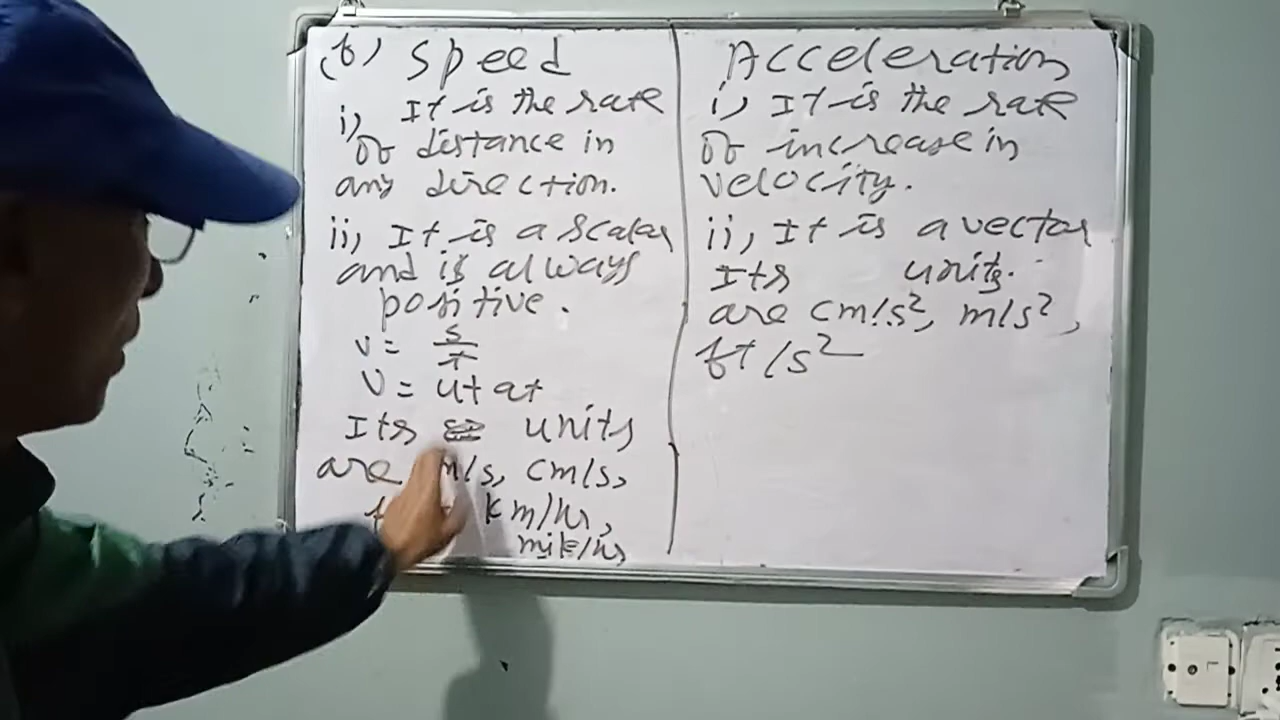 (b) Speed
i) It is the rate
of distance in
any direction.
ii) It is a scalar
and is always
positive.
v = s/t
v = u+at
Its units
are m/s, cm/s,
km/hr,
mile/hr
Acceleration
i) It is the rate
of increase in
velocity.
ii) It is a vector
Its units.
are cm/s², m/s²,
ft/s²